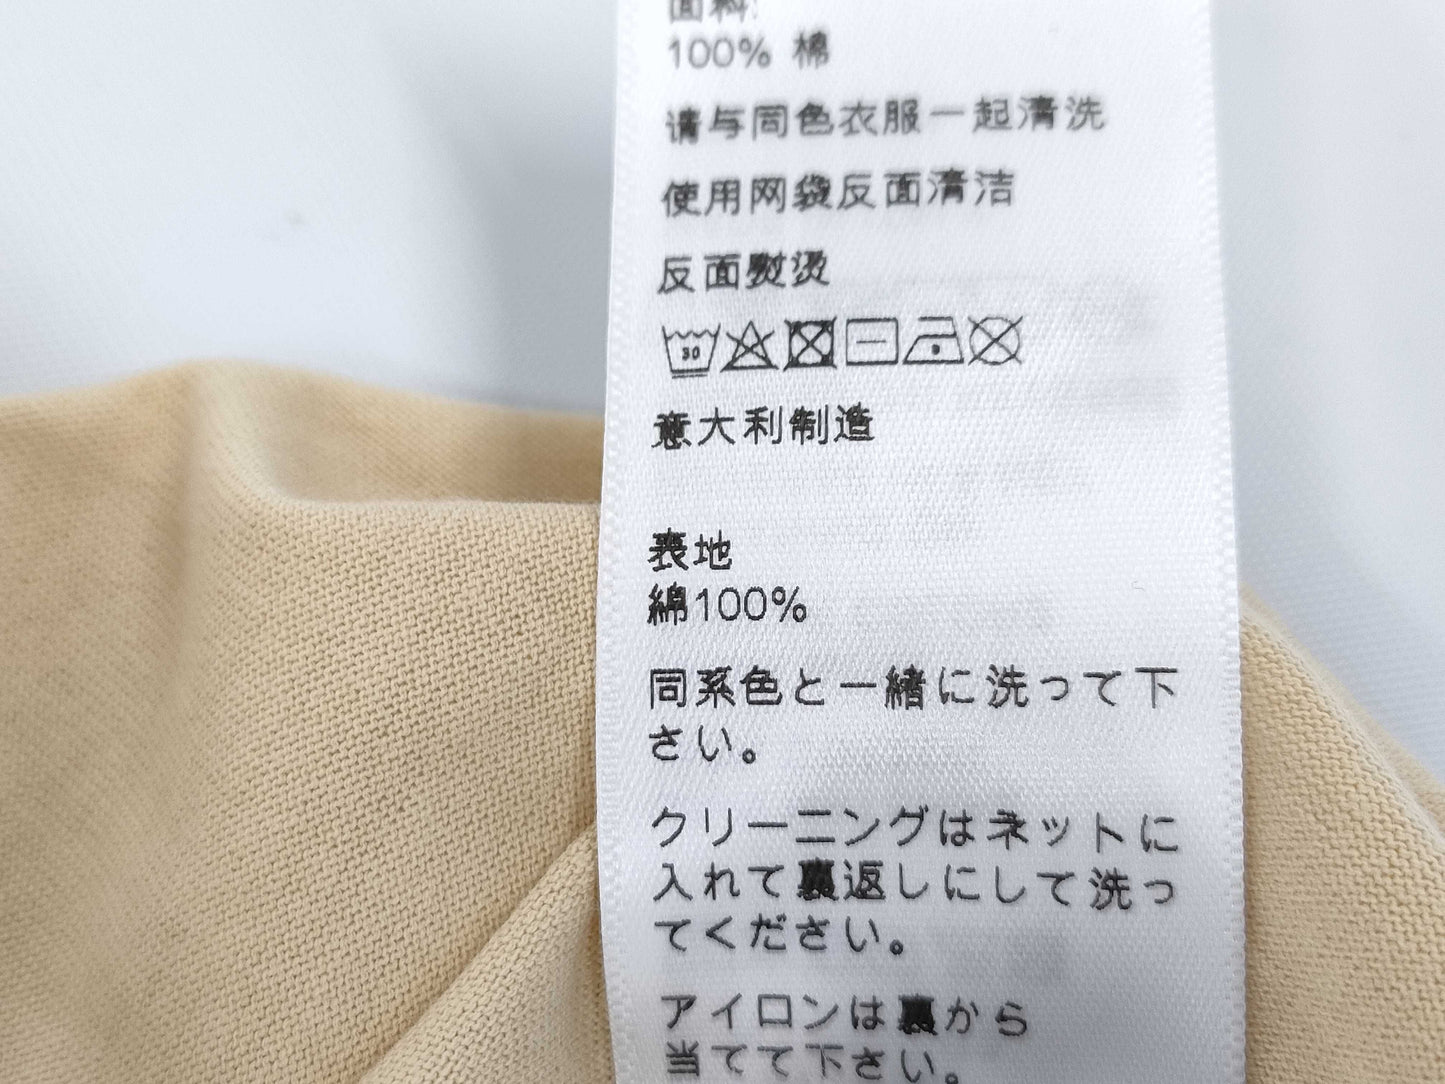 面料:
100% 棉
请与同色衣服一起清洗
使用网袋反面清洁
反面熨烫
30
意大利制造
表地
綿100%
同系色と一緒に洗って下
さい。
クリーニングはネットに
入れて裏返しにして洗っ
てください。
アイロンは裏から
当てて下さい。